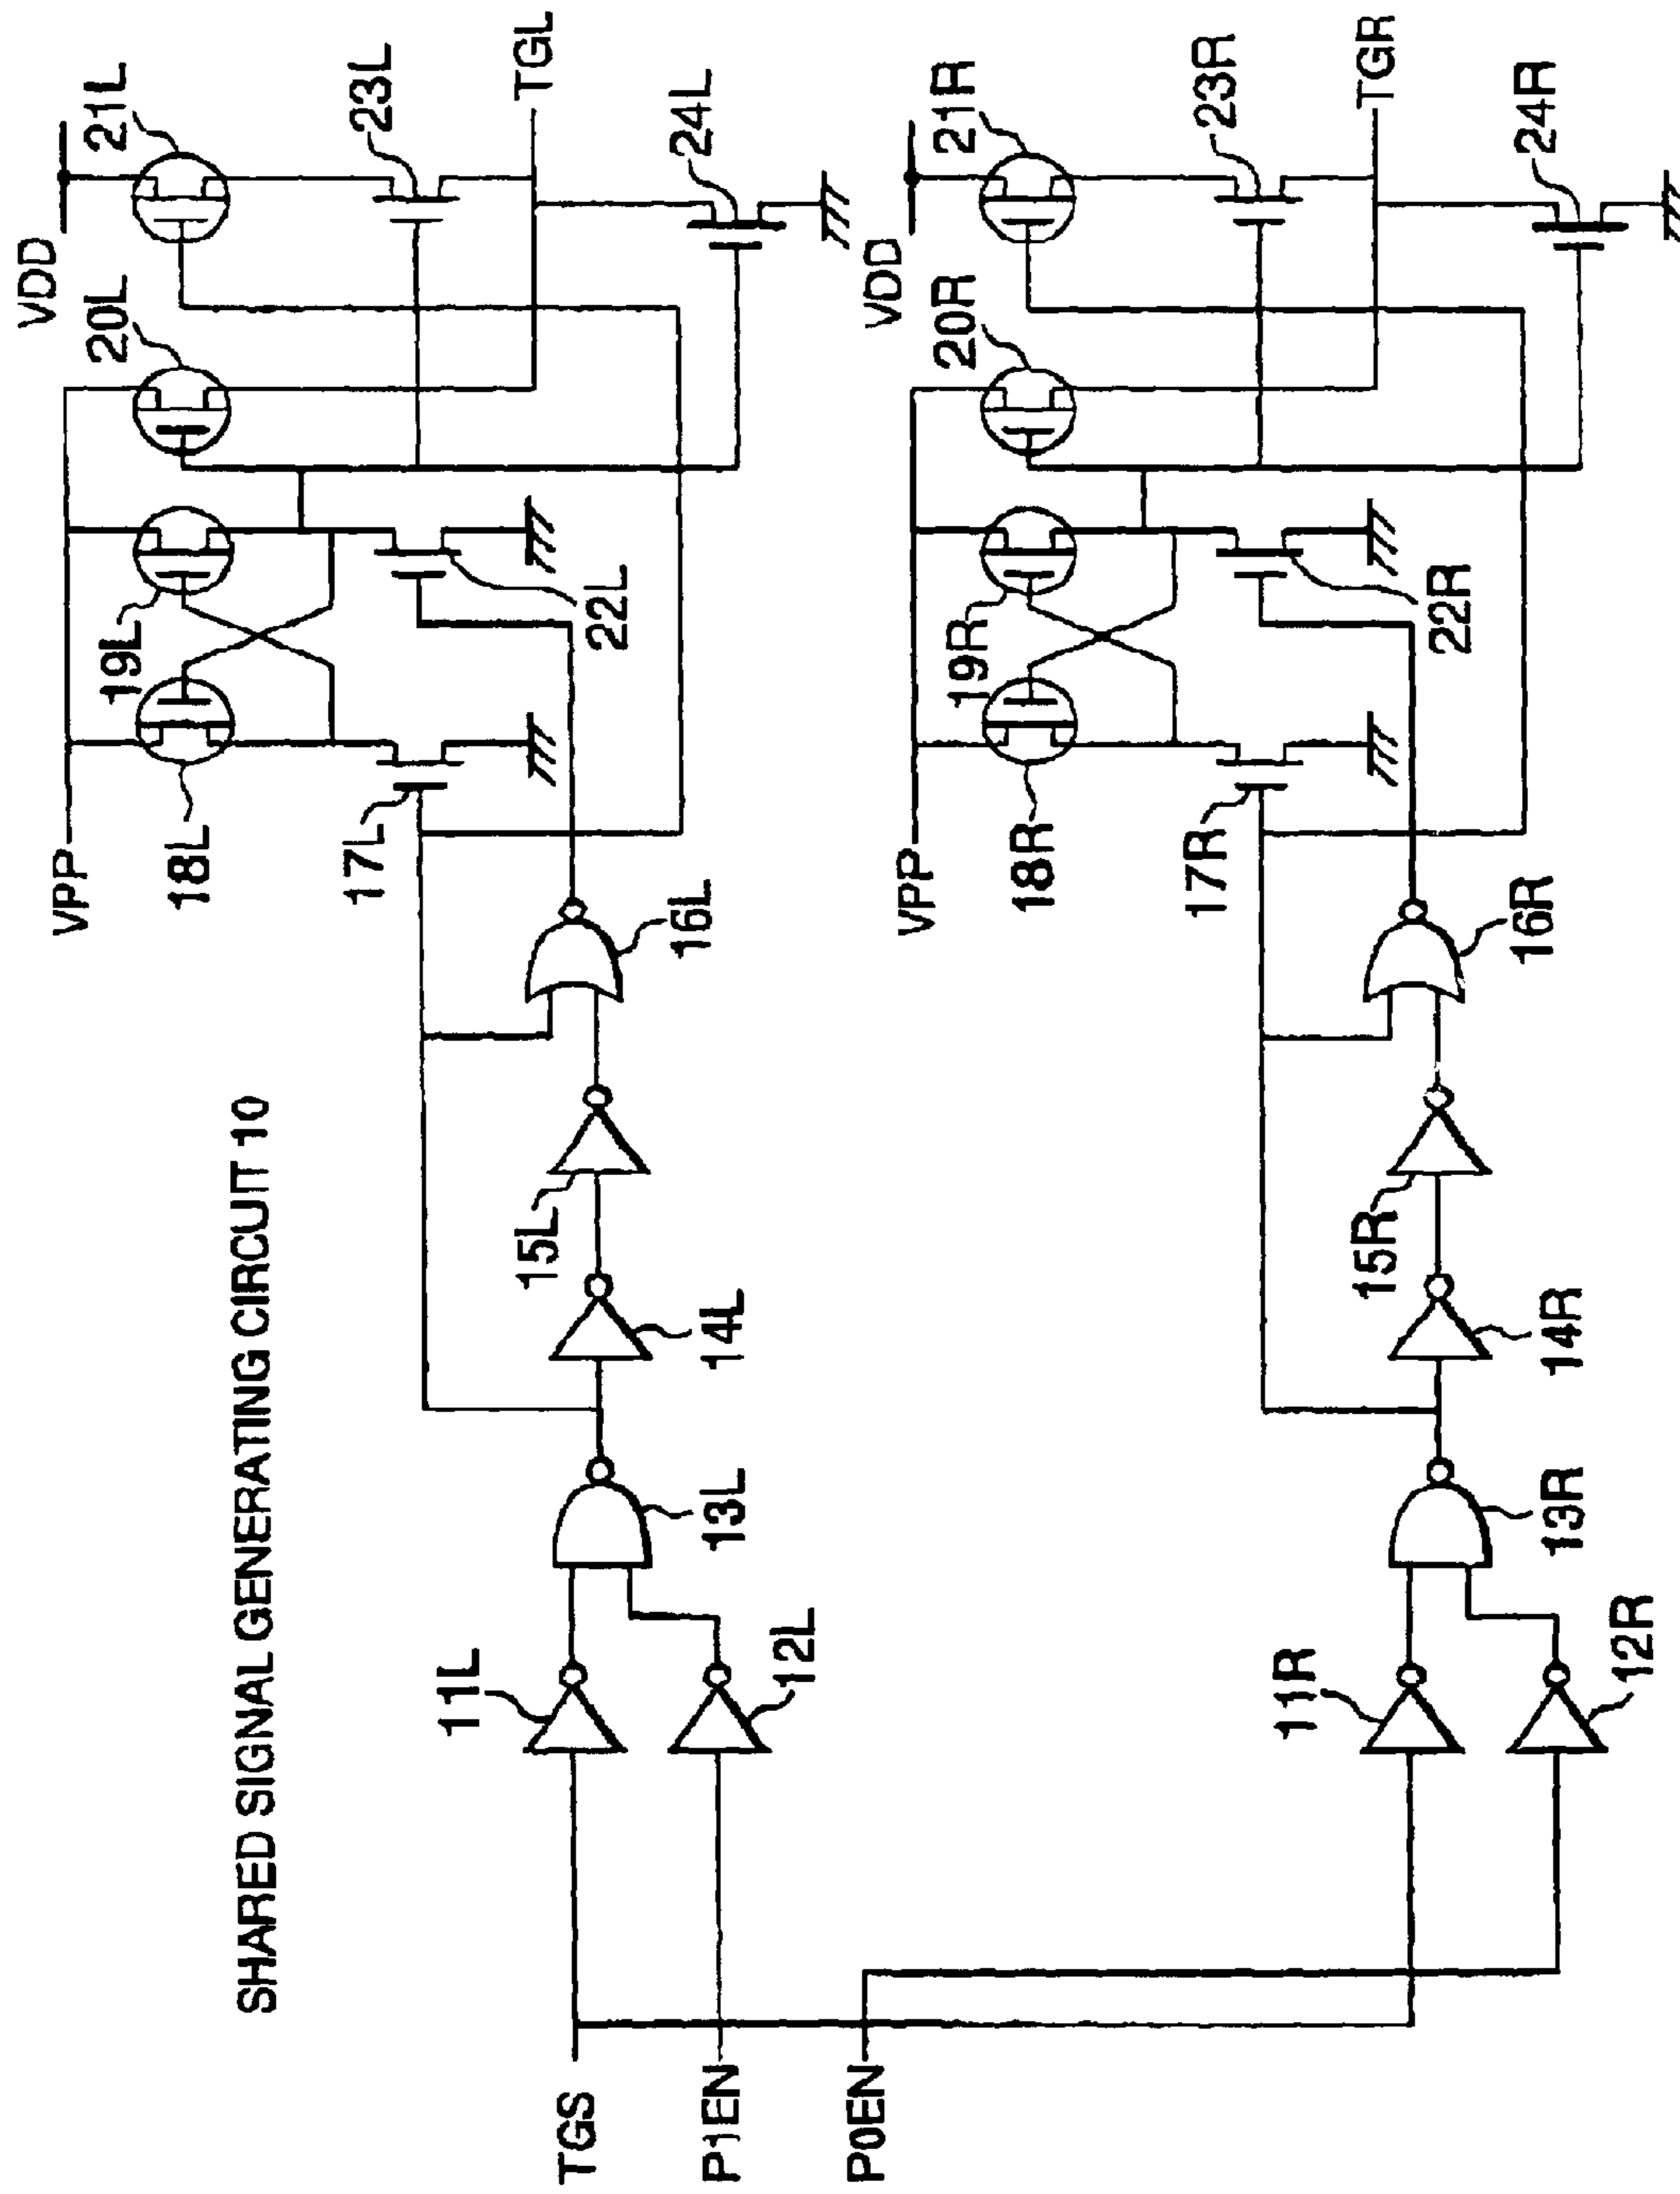 SHARED SIGNAL GENERATING CIRCUIT 10
VDD
21L
20L
23L
TGL
24L
VPP
19L
18L
22L
17L
16L
15L
14L
13L
11L
12L
TGS
P1EN
P0EN
VDD
21R
20R
23R
TGR
24R
VPP
19R
18R
22R
17R
16R
15R
14R
13R
11R
12R